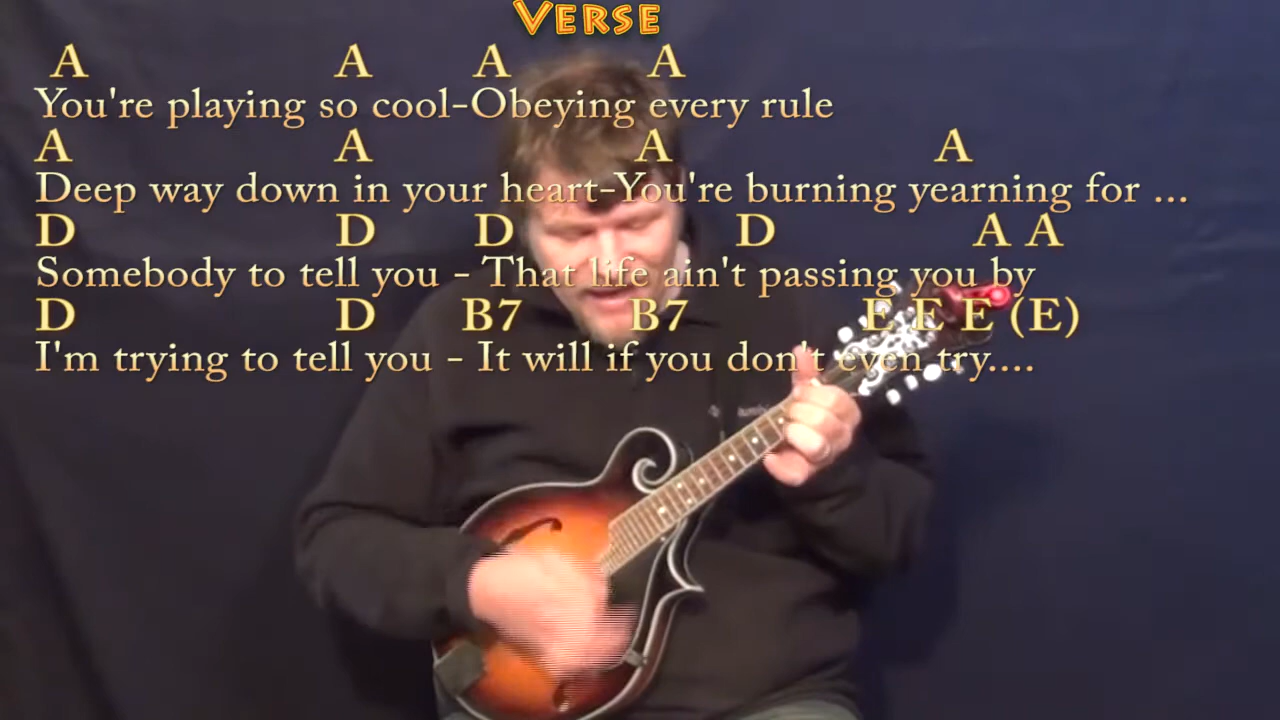 VERSE
A A A A
You're playing so cool-Obeying every rule
A A A A
Deep way down in your heart-You're burning yearning for ...
D D D D A A
Somebody to tell you - That life ain't passing you by
D D B7 B7 E E E (E)
I'm trying to tell you - It will if you don't even try....